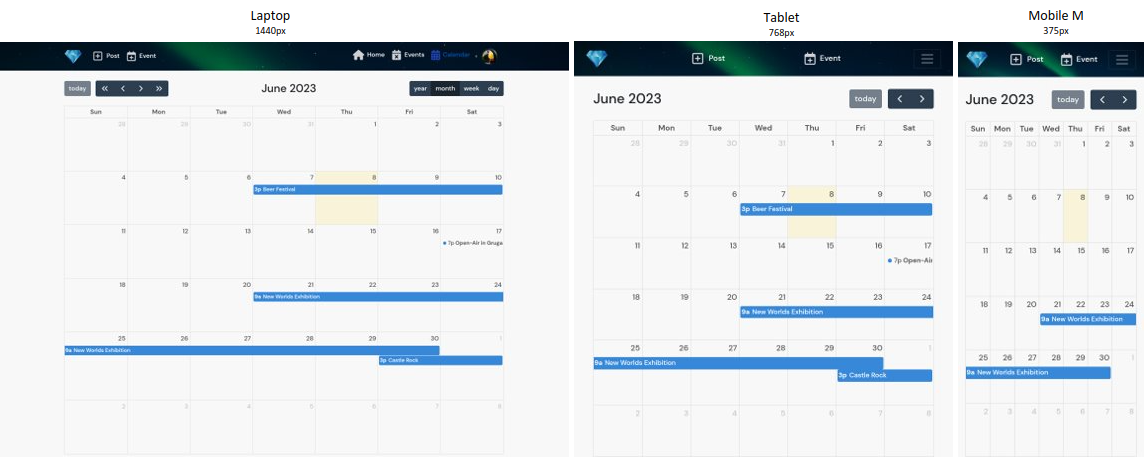 Laptop
1440px
Post
Event
Home
Events
Calendar
today
June 2023
year
month
week
day
Sun Mon Tue Wed Thu Fri Sat
28 29 30 31 1 2 3
4 5 6 7 8 9 10
3p Beer Festival
11 12 13 14 15 16 17
7p Open-Air in Gruga
18 19 20 21 22 23 24
9a New Worlds Exhibition
25 26 27 28 29 30 1
9a New Worlds Exhibition
3p Castle Rock
2 3 4 5 6 7 8
Tablet
768px
Post
Event
June 2023
today
Sun Mon Tue Wed Thu Fri Sat
28 29 30 31 1 2 3
4 5 6 7 8 9 10
3p Beer Festival
11 12 13 14 15 16 17
7p Open-Air
18 19 20 21 22 23 24
9a New Worlds Exhibition
25 26 27 28 29 30 1
9a New Worlds Exhibition
3p Castle Rock
2 3 4 5 6 7 8
Mobile M
375px
Post
Event
June 2023
today
Sun Mon Tue Wed Thu Fri Sat
28 29 30 31 1 2 3
4 5 6 7 8 9 10
11 12 13 14 15 16 17
18 19 20 21 22 23 24
9a New Worlds Exhibition
25 26 27 28 29 30 1
9a New Worlds Exhibition
2 3 4 5 6 7 8